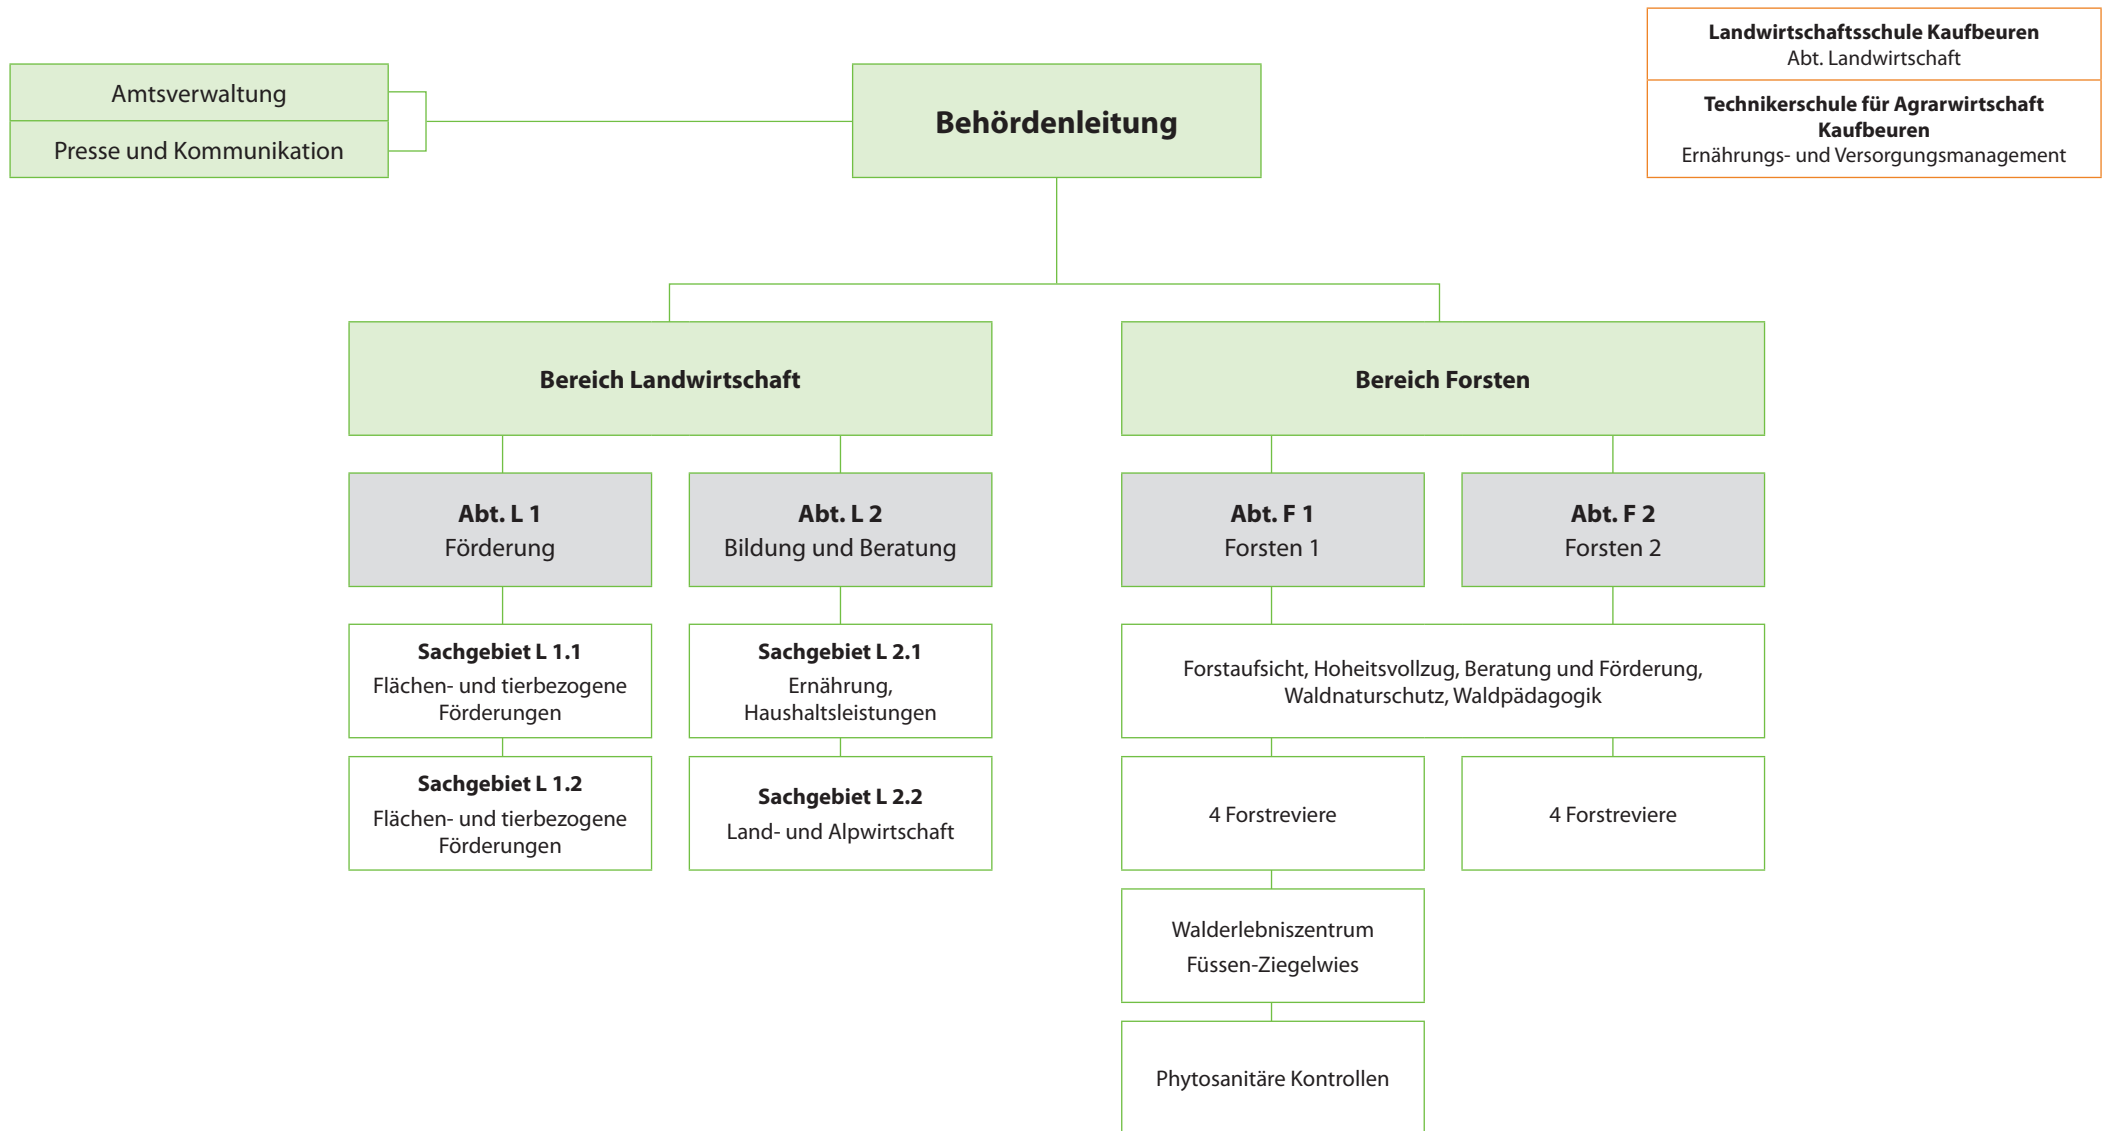 Landwirtschaftsschule Kaufbeuren
Abt. Landwirtschaft
Technikerschule für Agrarwirtschaft
Kaufbeuren
Ernährungs- und Versorgungsmanagement
Amtsverwaltung
Presse und Kommunikation
Behördenleitung
Bereich Landwirtschaft
Bereich Forsten
Abt. L 1
Förderung
Abt. L 2
Bildung und Beratung
Abt. F 1
Forsten 1
Abt. F 2
Forsten 2
Sachgebiet L 1.1
Flächen- und tierbezogene
Förderungen
Sachgebiet L 2.1
Ernährung,
Haushaltsleistungen
Forstaufsicht, Hoheitsvollzug, Beratung und Förderung,
Waldnaturschutz, Waldpädagogik
Sachgebiet L 1.2
Flächen- und tierbezogene
Förderungen
Sachgebiet L 2.2
Land- und Alpwirtschaft
4 Forstreviere
4 Forstreviere
Walderlebniszentrum
Füssen-Ziegelwies
Phytosanitäre Kontrollen